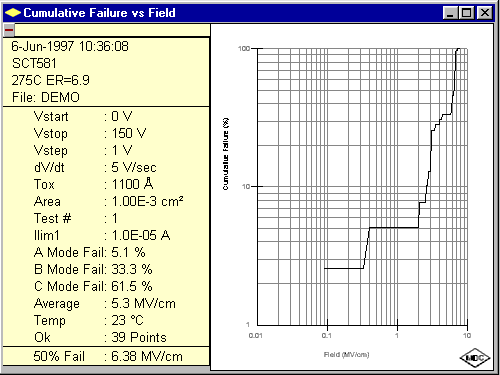 Cumulative Failure vs Field
6-Jun-1997 10:36:08
SCT581
275C ER=6.9
File: DEMO
Vstart : 0 V
Vstop : 150 V
Vstep : 1 V
dV/dt : 5 V/sec
Tox : 1100 Å
Area : 1.00E-3 cm²
Test # : 1
Ilim1 : 1.0E-05 A
A Mode Fail: 5.1 %
B Mode Fail: 33.3 %
C Mode Fail: 61.5 %
Average : 5.3 MV/cm
Temp : 23 °C
Ok : 39 Points
50% Fail : 6.38 MV/cm
Cumulative Failure (%)
100
10
1
0.01
0.1
1
10
Field (MV/cm)
MDC